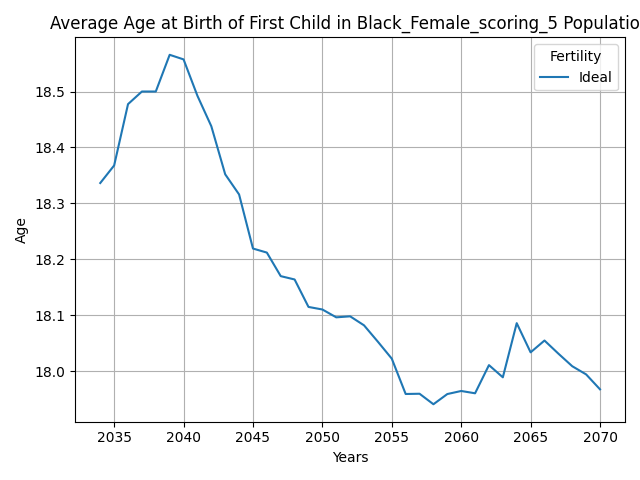 Average Age at Birth of First Child in Black_Female_scoring_5 Populatio
Fertility
Ideal
18.5
18.4
18.3
18.2
18.1
18.0
Age
2035 2040 2045 2050 2055 2060 2065 2070
Years